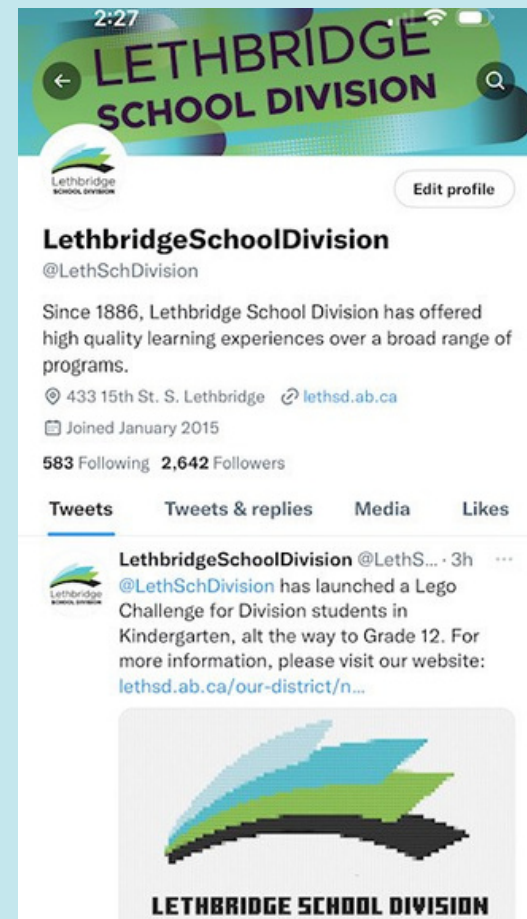 2:27
LETHBRIDGE
SCHOOL DIVISION
Lethbridge
SCHOOL DIVISION
Edit profile
LethbridgeSchoolDivision
@LethSchDivision
Since 1886, Lethbridge School Division has offered
high quality learning experiences over a broad range of
programs.
433 15th St. S. Lethbridge lethsd.ab.ca
Joined January 2015
583 Following 2,642 Followers
Tweets Tweets & replies Media Likes
LethbridgeSchoolDivision @LethS... · 3h ···
Lethbridge
SCHOOL DIVISION
@LethSchDivision has launched a Lego
Challenge for Division students in
Kindergarten, alt the way to Grade 12. For
more information, please visit our website:
lethsd.ab.ca/our-district/n...
LETHBRIDGE SCHOOL DIVISION